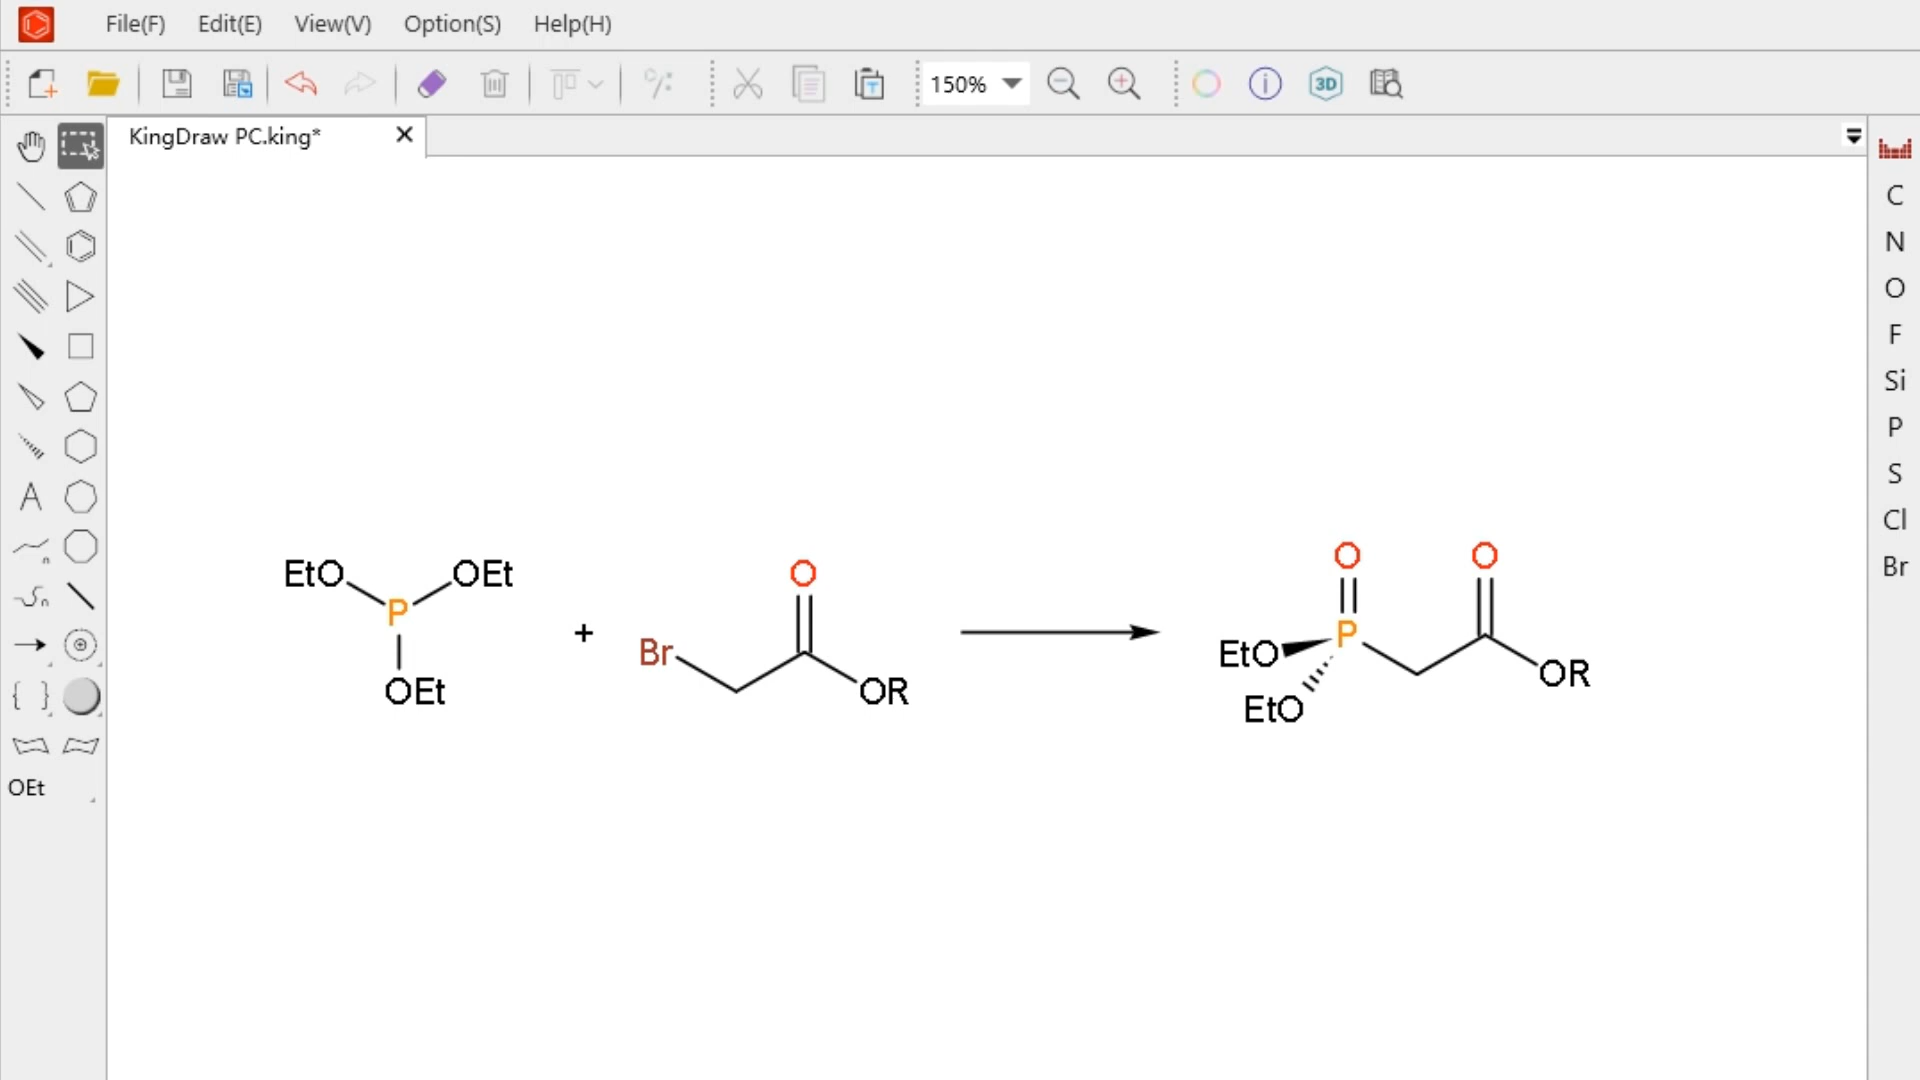 File(F) Edit(E) View(V) Option(S) Help(H)
150% 3D
KingDraw PC.king*
C
N
O
F
Si
P
S
Cl
Br
A
OEt
EtO OEt
P
OEt
+
O
Br
OR
O O
P
EtO
EtO
OR